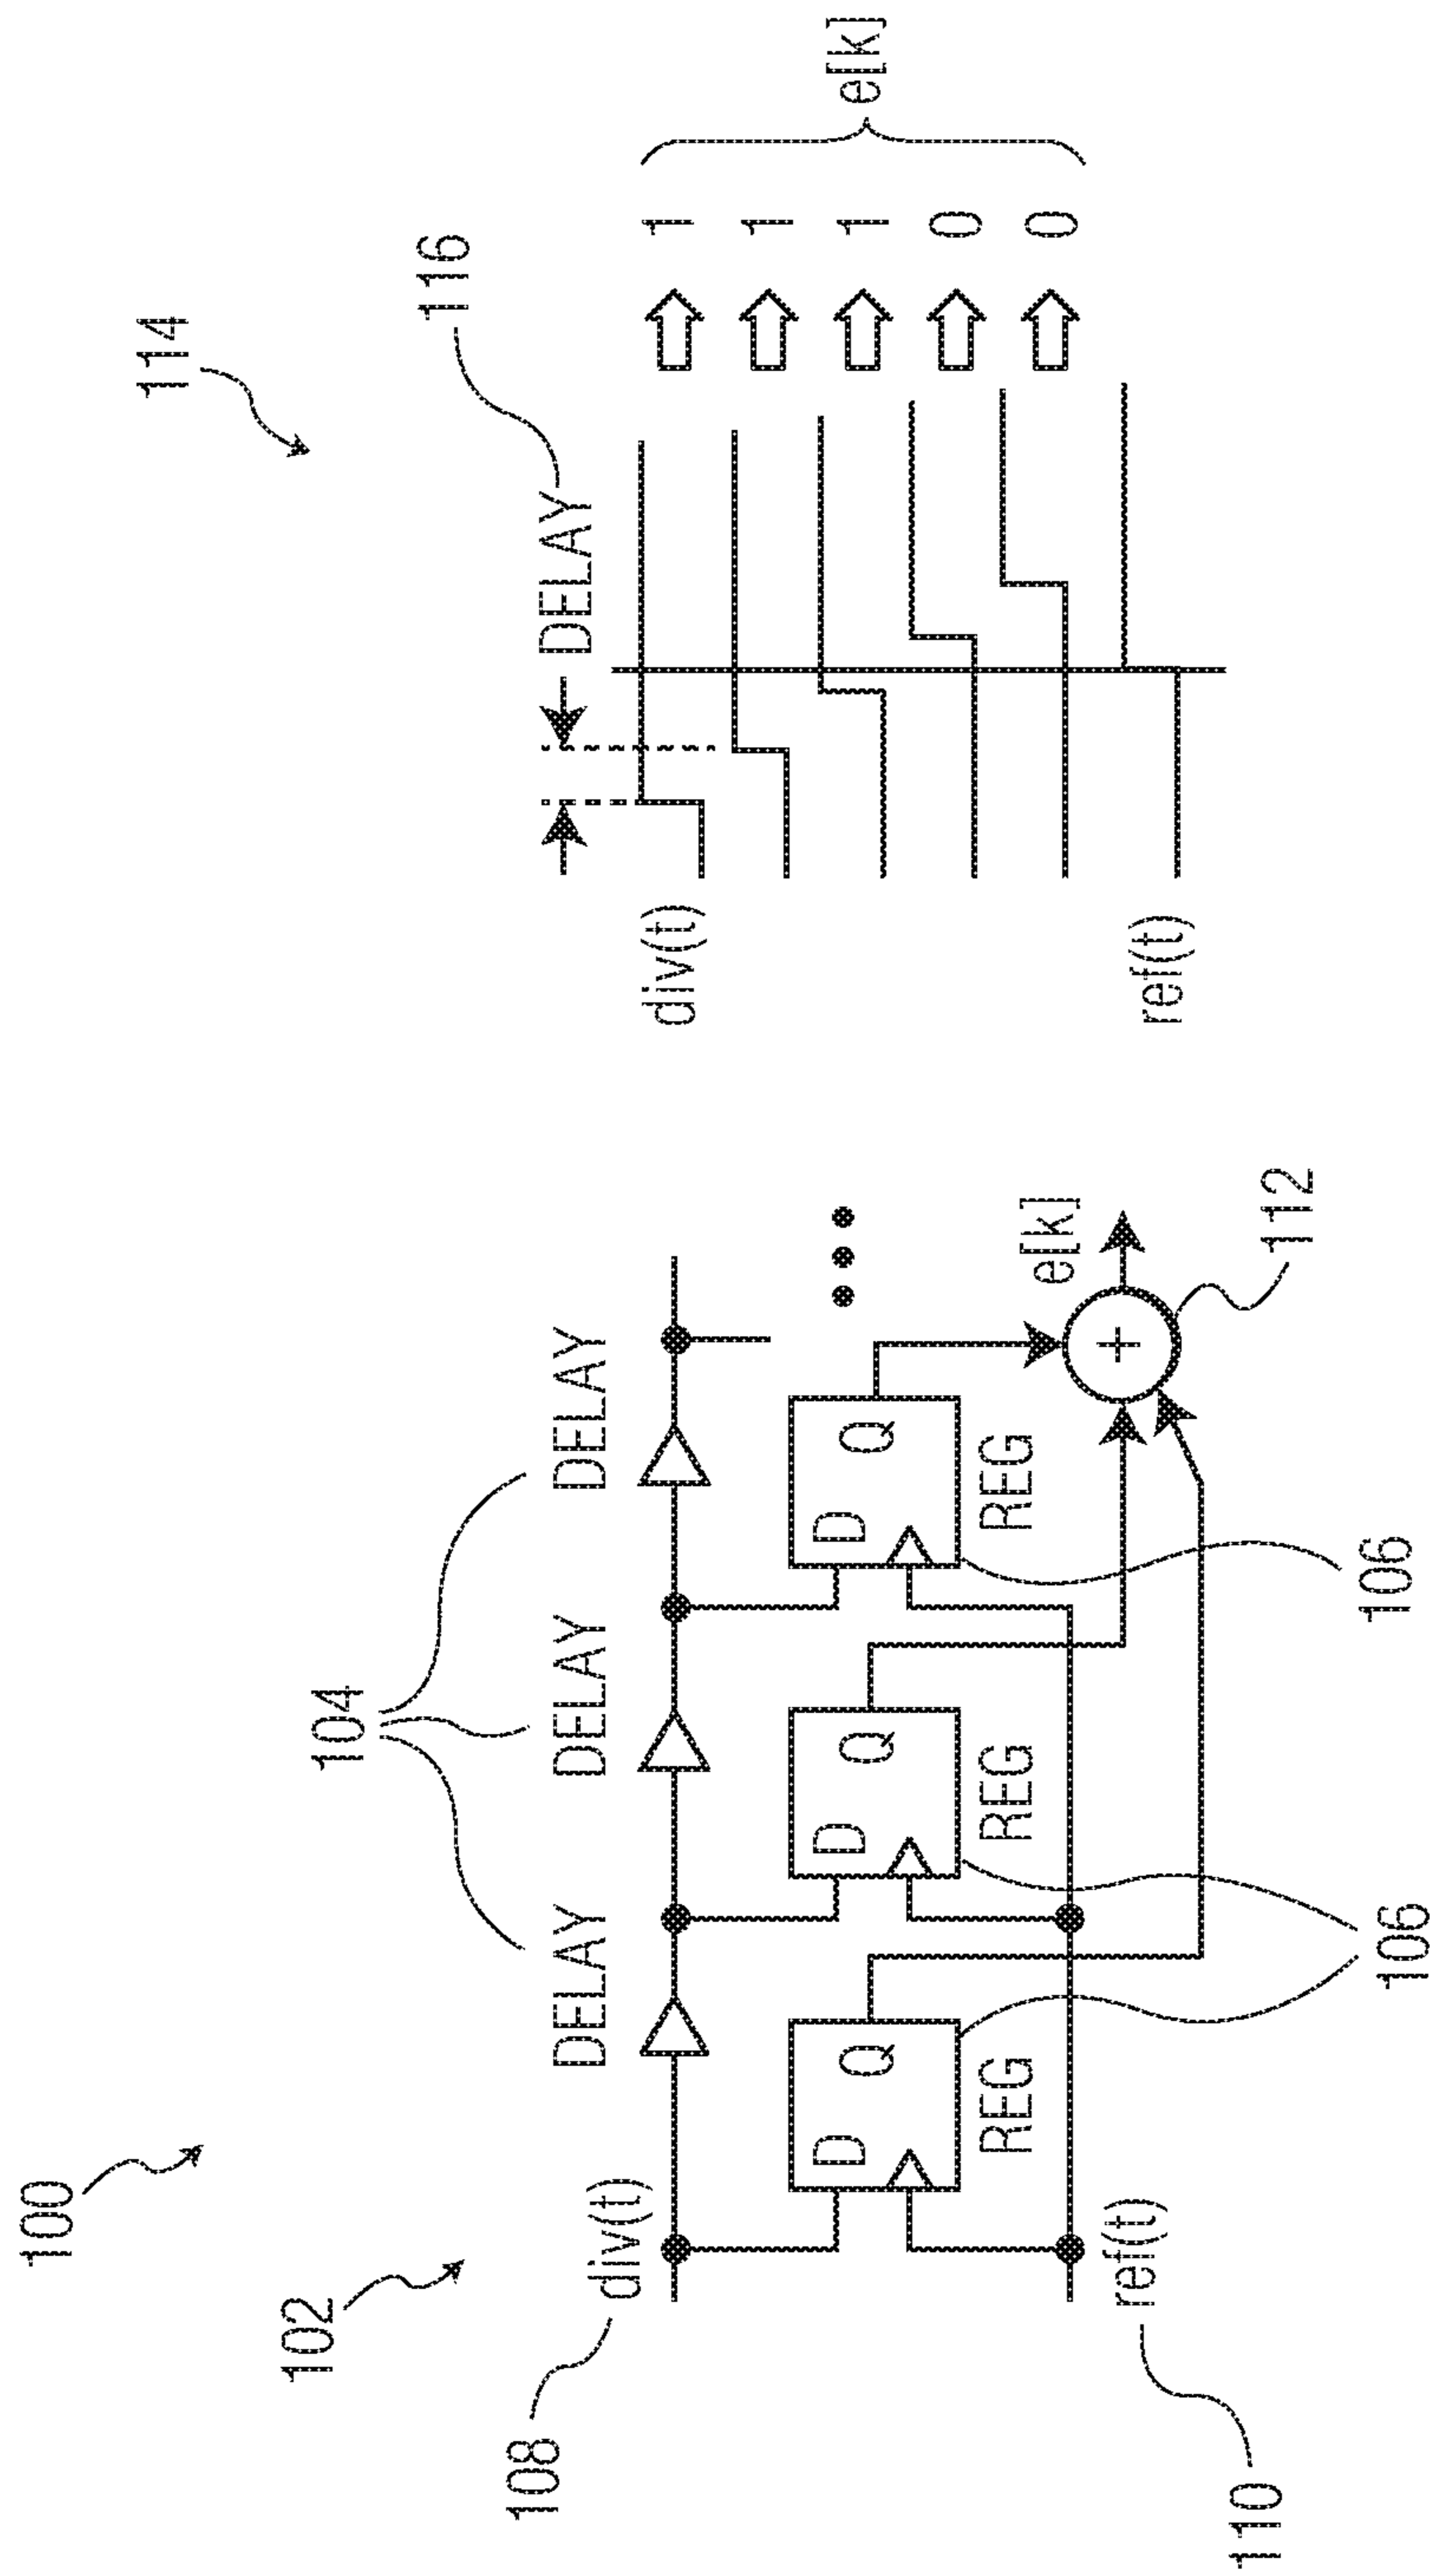 100
102
104
DELAY DELAY DELAY
108
div(t)
D Q D Q D Q
REG REG REG
+
e[k]
ref(t)
110
106
106
112
114
116
DELAY
div(t)
1
1
1
0
0
e[k]
ref(t)